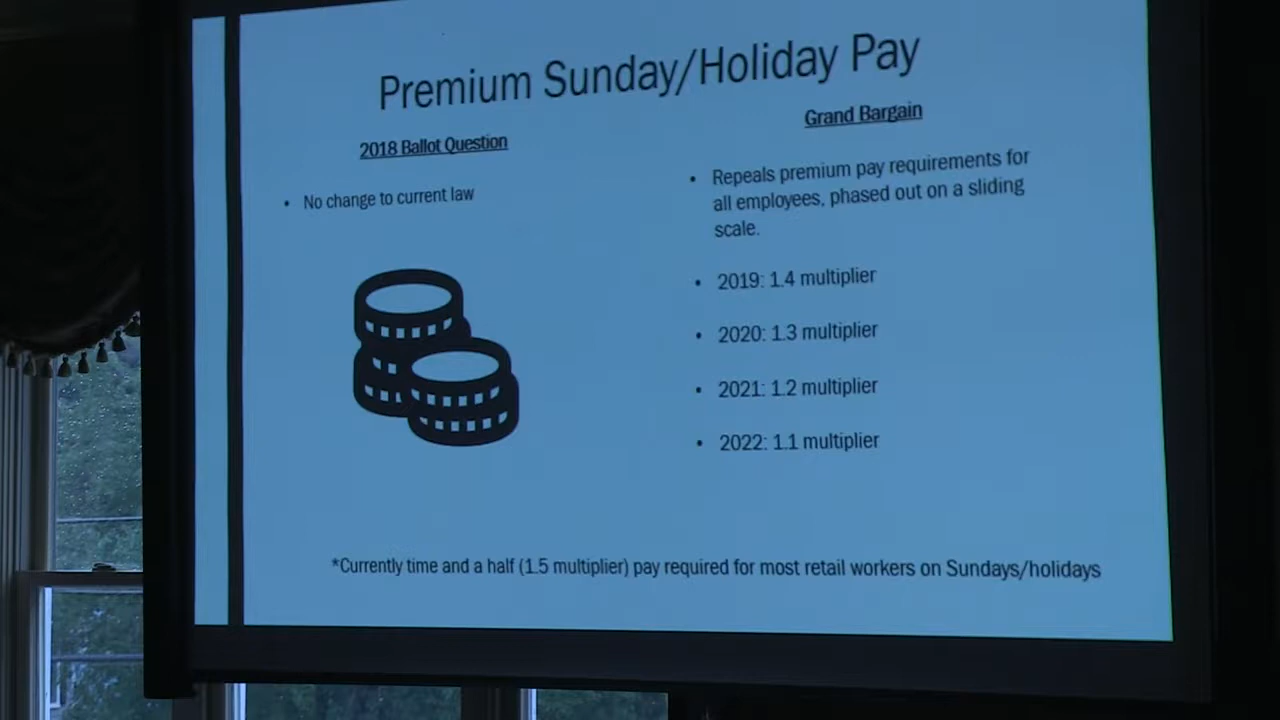 Premium Sunday/Holiday Pay
2018 Ballot Question
• No change to current law
Grand Bargain
• Repeals premium pay requirements for
all employees, phased out on a sliding
scale.
• 2019: 1.4 multiplier
• 2020: 1.3 multiplier
• 2021: 1.2 multiplier
• 2022: 1.1 multiplier
*Currently time and a half (1.5 multiplier) pay required for most retail workers on Sundays/holidays